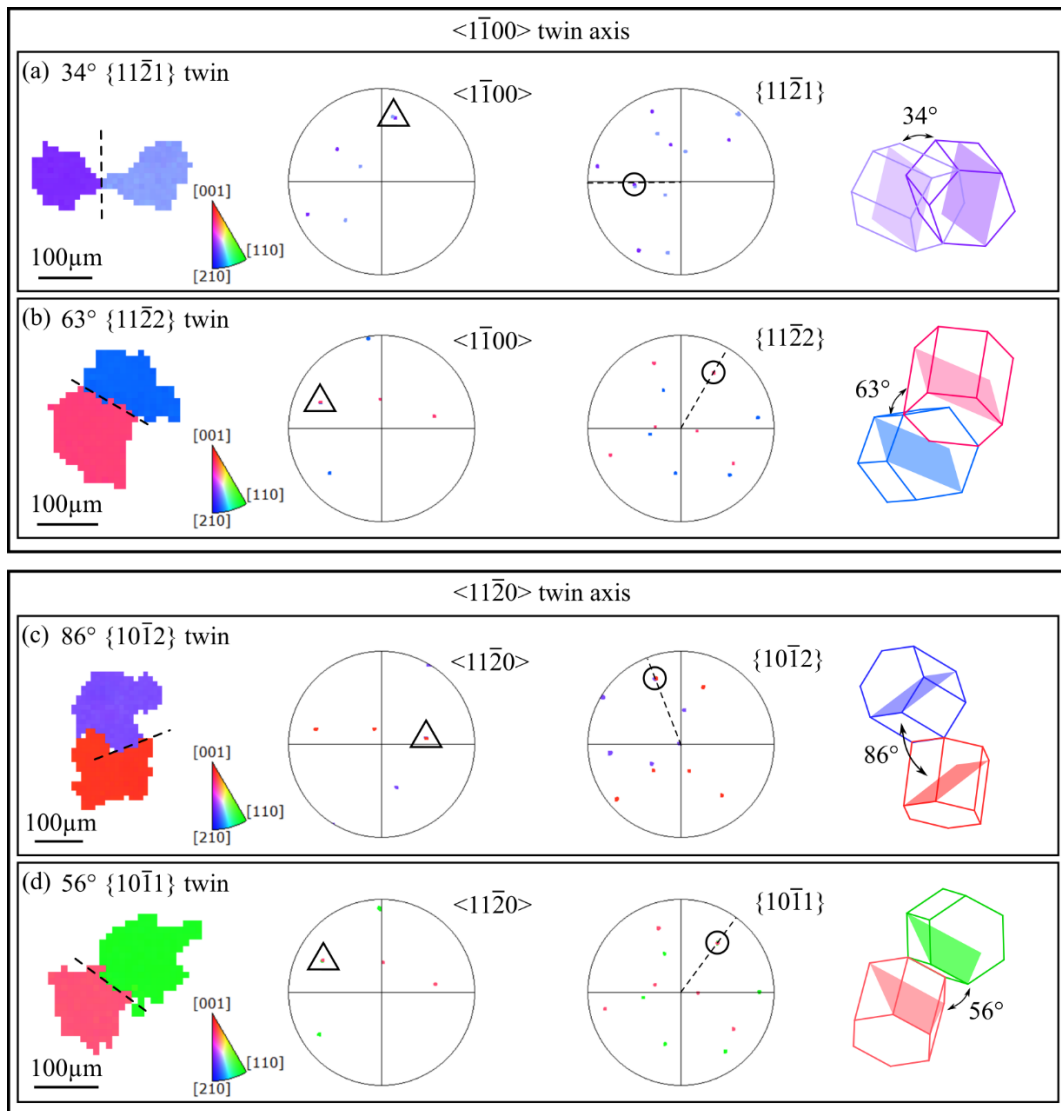 <11̅00> twin axis
(a) 34° {112̅1} twin
<11̅00>
{112̅1}
34°
[001]
[110]
[210]
100µm
(b) 63° {112̅2} twin
<11̅00>
{112̅2}
63°
[001]
[110]
[210]
100µm
<112̅0> twin axis
(c) 86° {101̅2} twin
<112̅0>
{101̅2}
86°
[001]
[110]
[210]
100µm
(d) 56° {101̅1} twin
<112̅0>
{101̅1}
56°
[001]
[110]
[210]
100µm